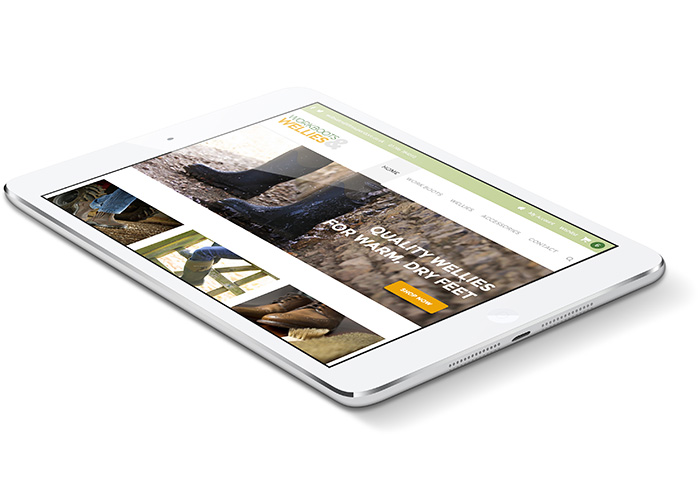 WORKBOOTS
& WELLIES
HOME WORK BOOTS WELLIES ACCESSORIES CONTACT
QUALITY WELLIES
FOR WARM, DRY FEET
SHOP NOW